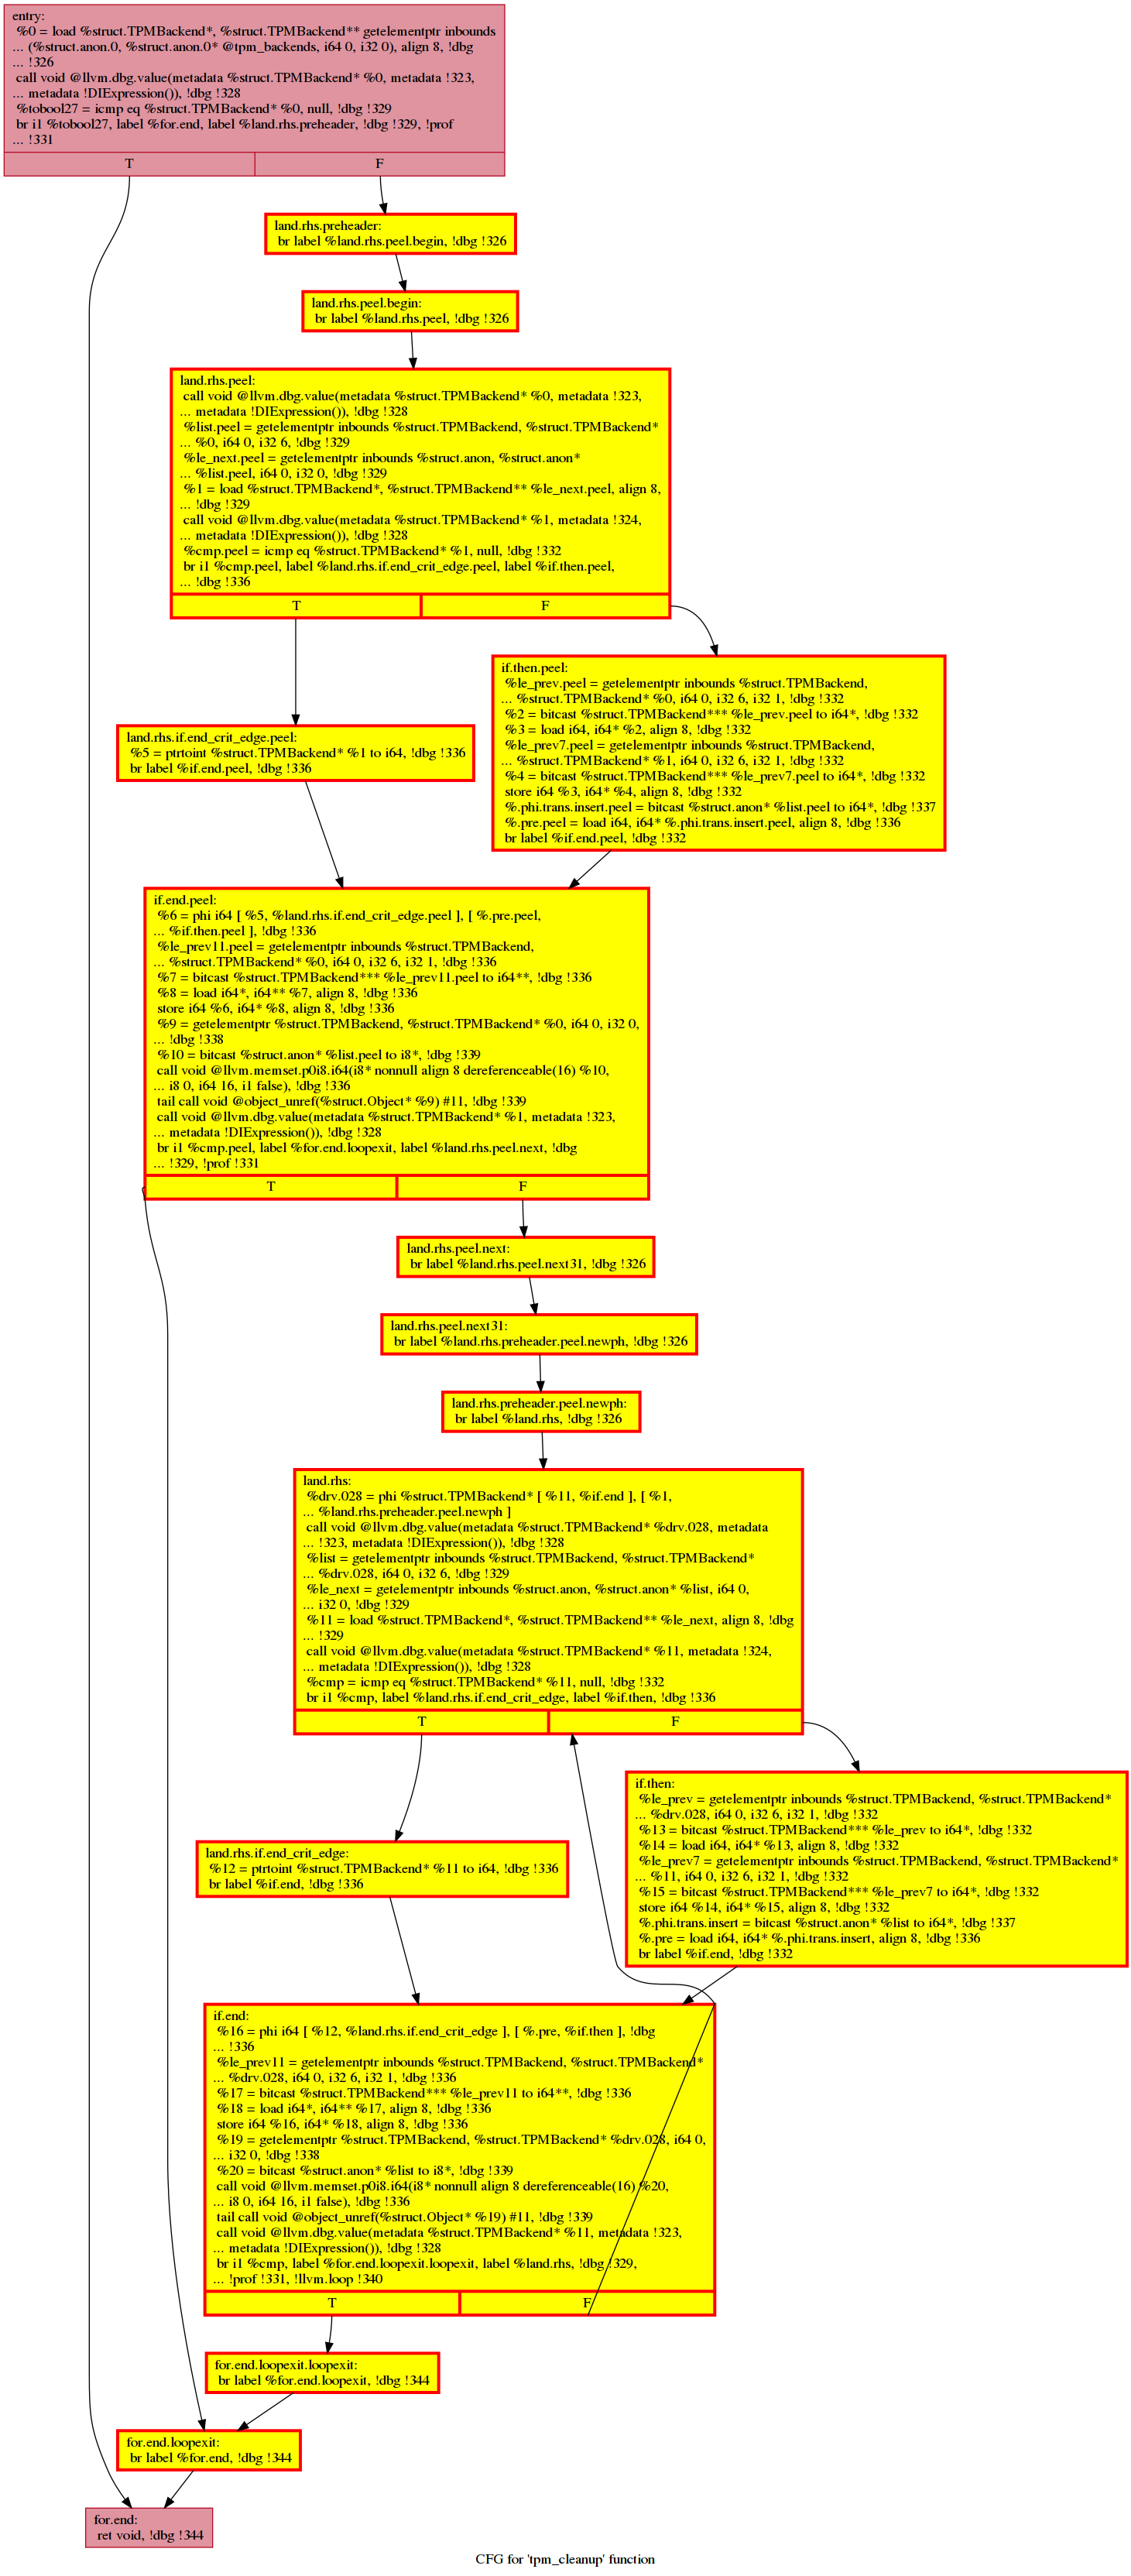 entry:
%0 = load %struct.TPMBackend*, %struct.TPMBackend** getelementptr inbounds
... (%struct.anon.0, %struct.anon.0* @tpm_backends, i64 0, i32 0), align 8, !dbg
... !326
call void @llvm.dbg.value(metadata %struct.TPMBackend* %0, metadata !323,
... metadata !DIExpression()), !dbg !328
%tobool27 = icmp eq %struct.TPMBackend* %0, null, !dbg !329
br i1 %tobool27, label %for.end, label %land.rhs.preheader, !dbg !329, !prof
... !331
T
F
land.rhs.preheader:
br label %land.rhs.peel.begin, !dbg !326
land.rhs.peel.begin:
br label %land.rhs.peel, !dbg !326
land.rhs.peel:
call void @llvm.dbg.value(metadata %struct.TPMBackend* %0, metadata !323,
... metadata !DIExpression()), !dbg !328
%list.peel = getelementptr inbounds %struct.TPMBackend, %struct.TPMBackend*
... %0, i64 0, i32 6, !dbg !329
%le_next.peel = getelementptr inbounds %struct.anon, %struct.anon*
... %list.peel, i64 0, i32 0, !dbg !329
%1 = load %struct.TPMBackend*, %struct.TPMBackend** %le_next.peel, align 8,
... !dbg !329
call void @llvm.dbg.value(metadata %struct.TPMBackend* %1, metadata !324,
... metadata !DIExpression()), !dbg !328
%cmp.peel = icmp eq %struct.TPMBackend* %1, null, !dbg !332
br i1 %cmp.peel, label %land.rhs.if.end_crit_edge.peel, label %if.then.peel,
... !dbg !336
T
F
if.then.peel:
%le_prev.peel = getelementptr inbounds %struct.TPMBackend,
... %struct.TPMBackend* %0, i64 0, i32 6, i32 1, !dbg !332
%2 = bitcast %struct.TPMBackend*** %le_prev.peel to i64*, !dbg !332
%3 = load i64, i64* %2, align 8, !dbg !332
%le_prev7.peel = getelementptr inbounds %struct.TPMBackend,
... %struct.TPMBackend* %1, i64 0, i32 6, i32 1, !dbg !332
%4 = bitcast %struct.TPMBackend*** %le_prev7.peel to i64*, !dbg !332
store i64 %3, i64* %4, align 8, !dbg !332
%.phi.trans.insert.peel = bitcast %struct.anon* %list.peel to i64*, !dbg !337
%.pre.peel = load i64, i64* %.phi.trans.insert.peel, align 8, !dbg !336
br label %if.end.peel, !dbg !332
land.rhs.if.end_crit_edge.peel:
%5 = ptrtoint %struct.TPMBackend* %1 to i64, !dbg !336
br label %if.end.peel, !dbg !336
if.end.peel:
%6 = phi i64 [ %5, %land.rhs.if.end_crit_edge.peel ], [ %.pre.peel,
... %if.then.peel ], !dbg !336
%le_prev11.peel = getelementptr inbounds %struct.TPMBackend,
... %struct.TPMBackend* %0, i64 0, i32 6, i32 1, !dbg !336
%7 = bitcast %struct.TPMBackend*** %le_prev11.peel to i64**, !dbg !336
%8 = load i64*, i64** %7, align 8, !dbg !336
store i64 %6, i64* %8, align 8, !dbg !336
%9 = getelementptr %struct.TPMBackend, %struct.TPMBackend* %0, i64 0, i32 0,
... !dbg !338
%10 = bitcast %struct.anon* %list.peel to i8*, !dbg !339
call void @llvm.memset.p0i8.i64(i8* nonnull align 8 dereferenceable(16) %10,
... i8 0, i64 16, i1 false), !dbg !336
tail call void @object_unref(%struct.Object* %9) #11, !dbg !339
call void @llvm.dbg.value(metadata %struct.TPMBackend* %1, metadata !323,
... metadata !DIExpression()), !dbg !328
br i1 %cmp.peel, label %for.end.loopexit, label %land.rhs.peel.next, !dbg
... !329, !prof !331
T
F
land.rhs.peel.next:
br label %land.rhs.peel.next31, !dbg !326
land.rhs.peel.next31:
br label %land.rhs.preheader.peel.newph, !dbg !326
land.rhs.preheader.peel.newph:
br label %land.rhs, !dbg !326
land.rhs:
%drv.028 = phi %struct.TPMBackend* [ %11, %if.end ], [ %1,
... %land.rhs.preheader.peel.newph ]
call void @llvm.dbg.value(metadata %struct.TPMBackend* %drv.028, metadata
... !323, metadata !DIExpression()), !dbg !328
%list = getelementptr inbounds %struct.TPMBackend, %struct.TPMBackend*
... %drv.028, i64 0, i32 6, !dbg !329
%le_next = getelementptr inbounds %struct.anon, %struct.anon* %list, i64 0,
... i32 0, !dbg !329
%11 = load %struct.TPMBackend*, %struct.TPMBackend** %le_next, align 8, !dbg
... !329
call void @llvm.dbg.value(metadata %struct.TPMBackend* %11, metadata !324,
... metadata !DIExpression()), !dbg !328
%cmp = icmp eq %struct.TPMBackend* %11, null, !dbg !332
br i1 %cmp, label %land.rhs.if.end_crit_edge, label %if.then, !dbg !336
T
F
if.then:
%le_prev = getelementptr inbounds %struct.TPMBackend, %struct.TPMBackend*
... %drv.028, i64 0, i32 6, i32 1, !dbg !332
%13 = bitcast %struct.TPMBackend*** %le_prev to i64*, !dbg !332
%14 = load i64, i64* %13, align 8, !dbg !332
%le_prev7 = getelementptr inbounds %struct.TPMBackend, %struct.TPMBackend*
... %11, i64 0, i32 6, i32 1, !dbg !332
%15 = bitcast %struct.TPMBackend*** %le_prev7 to i64*, !dbg !332
store i64 %14, i64* %15, align 8, !dbg !332
%.phi.trans.insert = bitcast %struct.anon* %list to i64*, !dbg !337
%.pre = load i64, i64* %.phi.trans.insert, align 8, !dbg !336
br label %if.end, !dbg !332
land.rhs.if.end_crit_edge:
%12 = ptrtoint %struct.TPMBackend* %11 to i64, !dbg !336
br label %if.end, !dbg !336
if.end:
%16 = phi i64 [ %12, %land.rhs.if.end_crit_edge ], [ %.pre, %if.then ], !dbg
... !336
%le_prev11 = getelementptr inbounds %struct.TPMBackend, %struct.TPMBackend*
... %drv.028, i64 0, i32 6, i32 1, !dbg !336
%17 = bitcast %struct.TPMBackend*** %le_prev11 to i64**, !dbg !336
%18 = load i64*, i64** %17, align 8, !dbg !336
store i64 %16, i64* %18, align 8, !dbg !336
%19 = getelementptr %struct.TPMBackend, %struct.TPMBackend* %drv.028, i64 0,
... i32 0, !dbg !338
%20 = bitcast %struct.anon* %list to i8*, !dbg !339
call void @llvm.memset.p0i8.i64(i8* nonnull align 8 dereferenceable(16) %20,
... i8 0, i64 16, i1 false), !dbg !336
tail call void @object_unref(%struct.Object* %19) #11, !dbg !339
call void @llvm.dbg.value(metadata %struct.TPMBackend* %11, metadata !323,
... metadata !DIExpression()), !dbg !328
br i1 %cmp, label %for.end.loopexit.loopexit, label %land.rhs, !dbg !329,
... !prof !331, !llvm.loop !340
T
F
for.end.loopexit.loopexit:
br label %for.end.loopexit, !dbg !344
for.end.loopexit:
br label %for.end, !dbg !344
for.end:
ret void, !dbg !344
CFG for 'tpm_cleanup' function